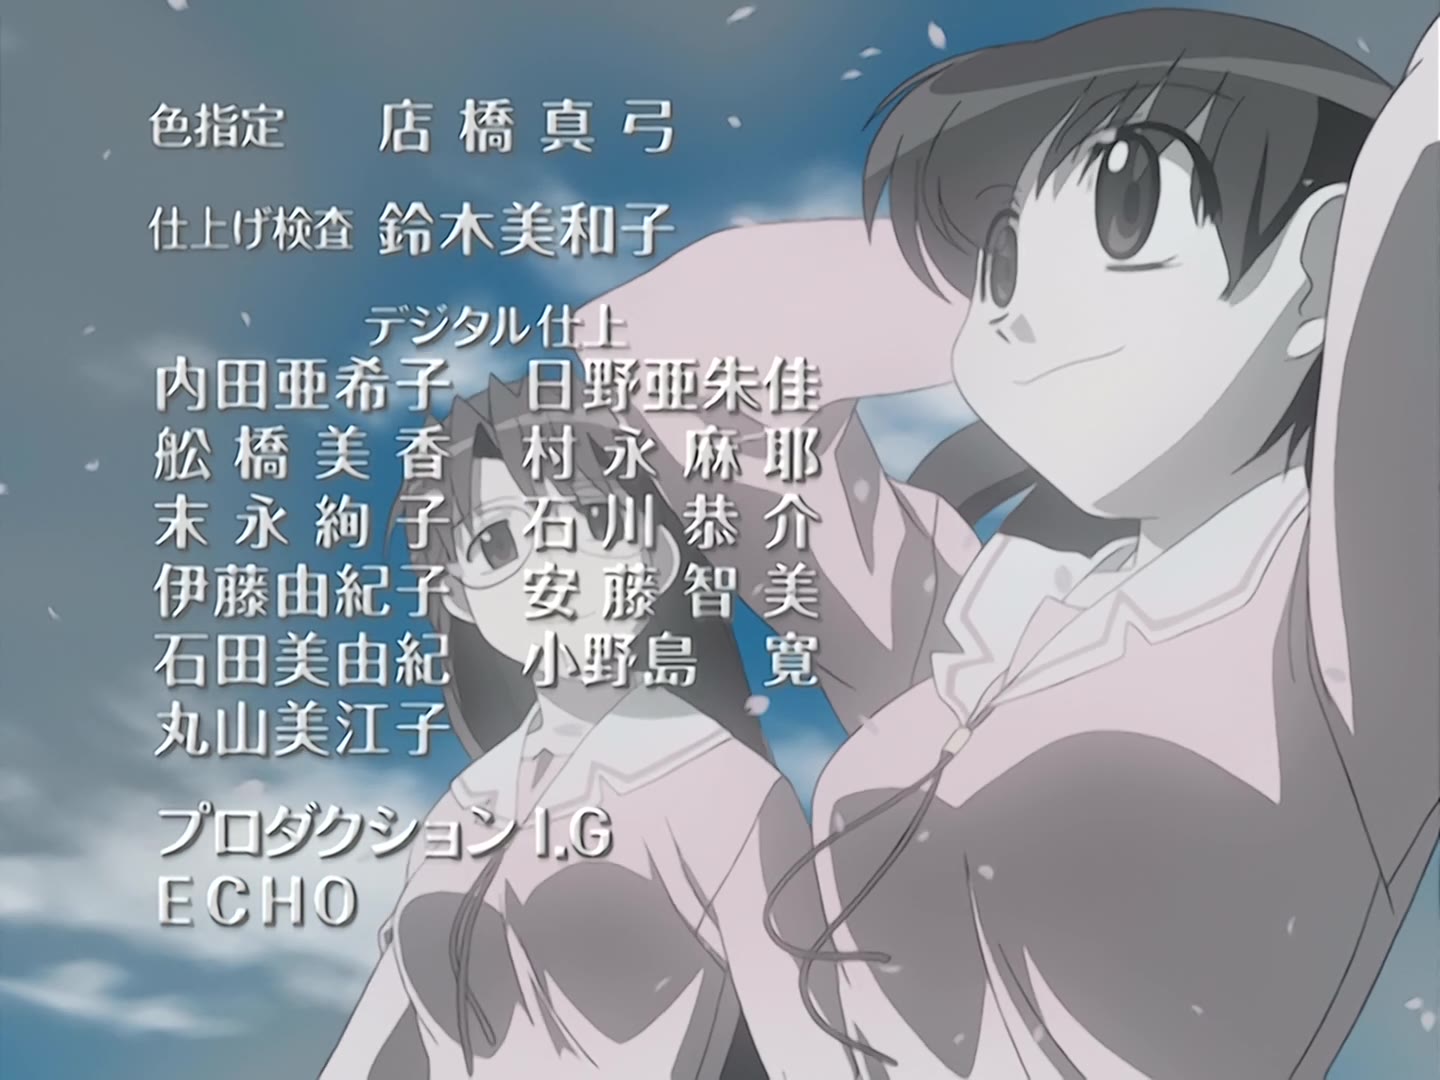 色指定 店橋真弓
仕上げ検査 鈴木美和子
デジタル仕上
内田亜希子 日野亜朱佳
舩橋美香 村永麻耶
末永絢子 石川恭介
伊藤由紀子 安藤智美
石田美由紀 小野島 寛
丸山美江子
プロダクションI.G
ECHO